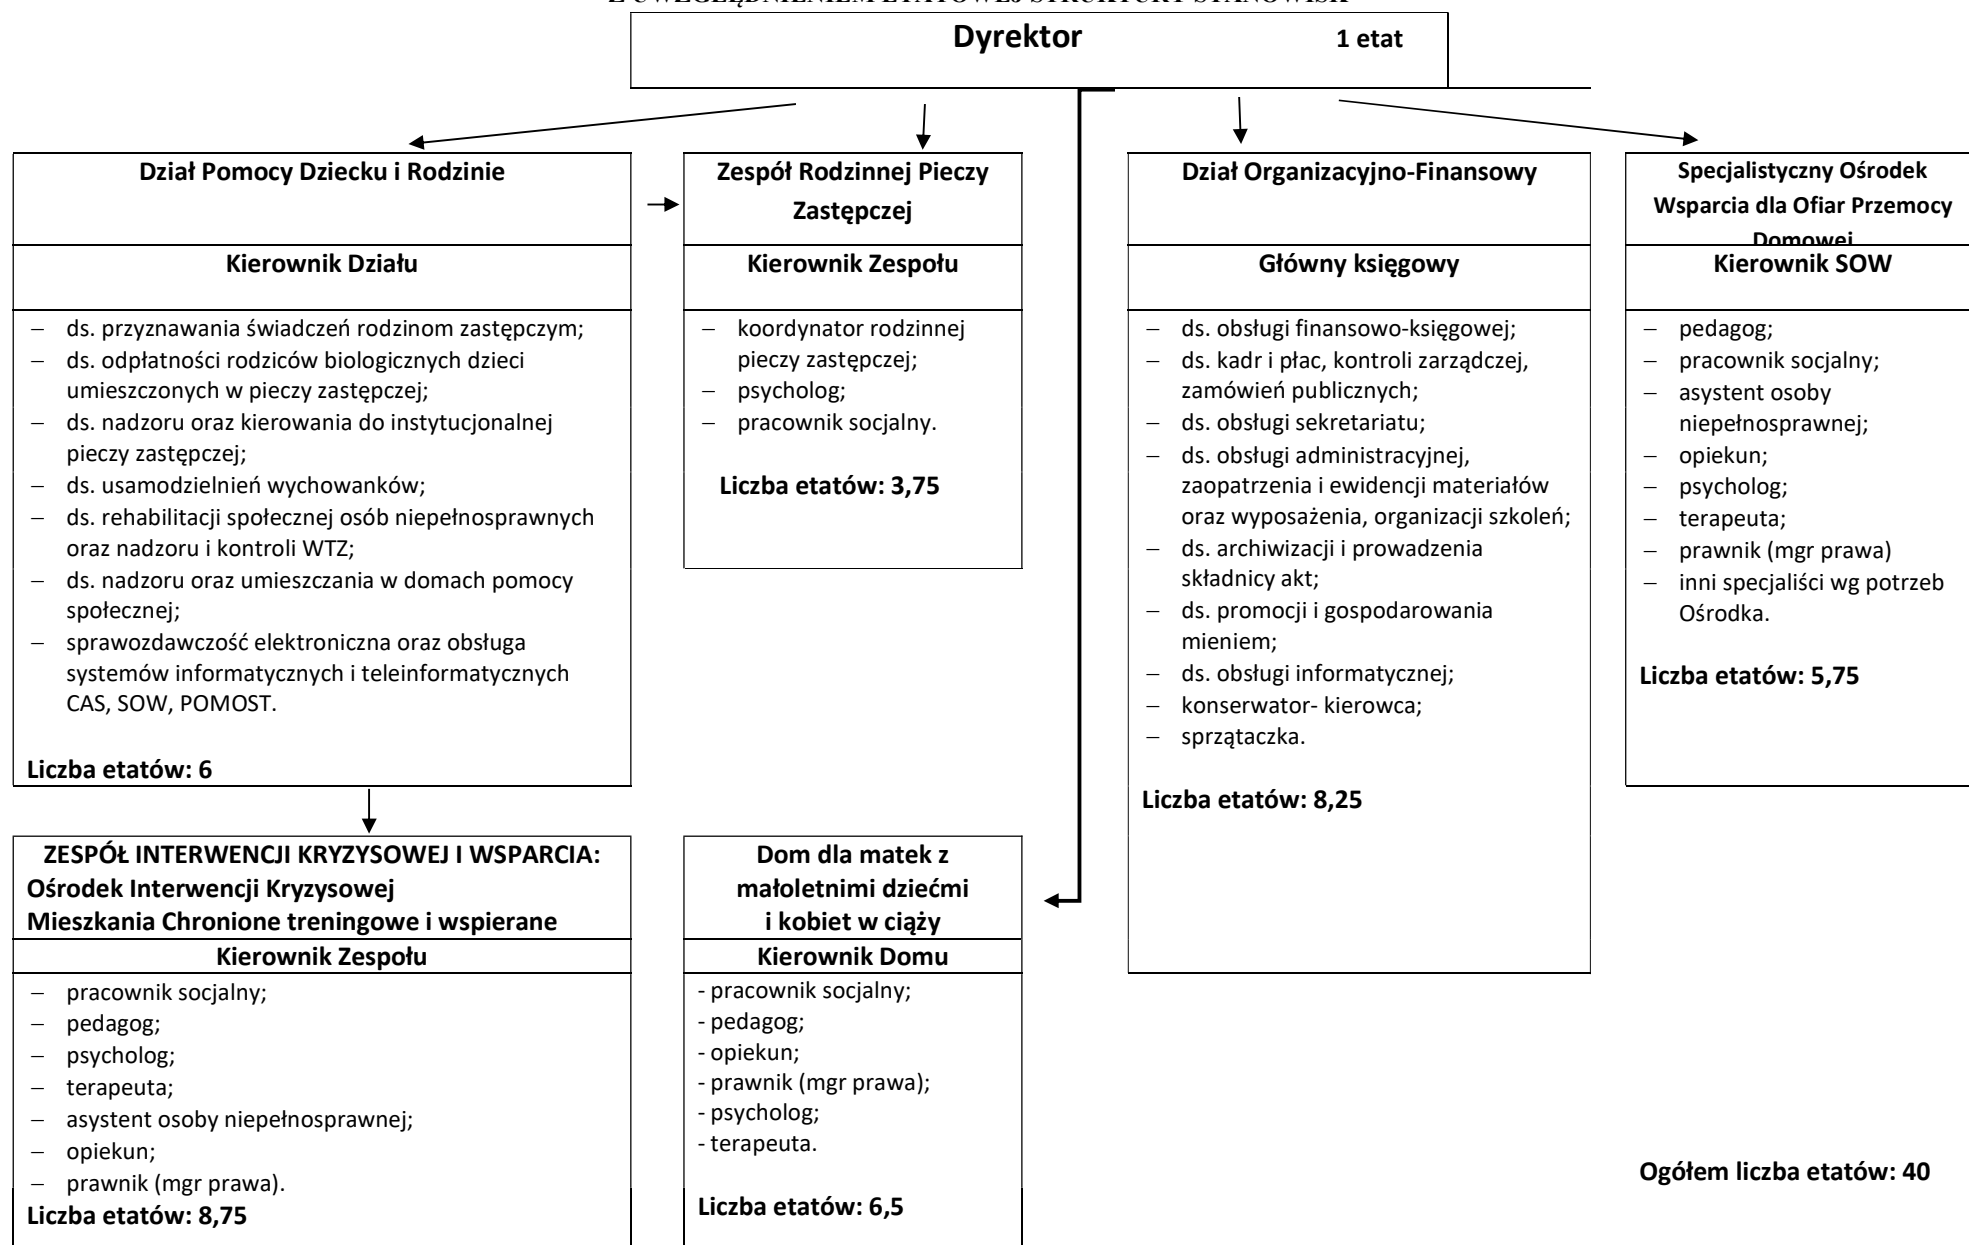 Z UWZGLĘDNIENIEM ETATOWEJ STRUKTURY STANOWISK
Dyrektor 1 etat
Dział Pomocy Dziecku i Rodzinie
Kierownik Działu
– ds. przyznawania świadczeń rodzinom zastępczym;
– ds. odpłatności rodziców biologicznych dzieci
umieszczonych w pieczy zastępczej;
– ds. nadzoru oraz kierowania do instytucjonalnej
pieczy zastępczej;
– ds. usamodzielnień wychowanków;
– ds. rehabilitacji społecznej osób niepełnosprawnych
oraz nadzoru i kontroli WTZ;
– ds. nadzoru oraz umieszczania w domach pomocy
społecznej;
– sprawozdawczość elektroniczna oraz obsługa
systemów informatycznych i teleinformatycznych
CAS, SOW, POMOST.
Liczba etatów: 6
Zespół Rodzinnej Pieczy
Zastępczej
Kierownik Zespołu
– koordynator rodzinnej
pieczy zastępczej;
– psycholog;
– pracownik socjalny.
Liczba etatów: 3,75
Dział Organizacyjno-Finansowy
Główny księgowy
– ds. obsługi finansowo-księgowej;
– ds. kadr i płac, kontroli zarządczej,
zamówień publicznych;
– ds. obsługi sekretariatu;
– ds. obsługi administracyjnej,
zaopatrzenia i ewidencji materiałów
oraz wyposażenia, organizacji szkoleń;
– ds. archiwizacji i prowadzenia
składnicy akt;
– ds. promocji i gospodarowania
mieniem;
– ds. obsługi informatycznej;
– konserwator- kierowca;
– sprzątaczka.
Liczba etatów: 8,25
Specjalistyczny Ośrodek
Wsparcia dla Ofiar Przemocy
Domowej
Kierownik SOW
– pedagog;
– pracownik socjalny;
– asystent osoby
niepełnosprawnej;
– opiekun;
– psycholog;
– terapeuta;
– prawnik (mgr prawa)
– inni specjaliści wg potrzeb
Ośrodka.
Liczba etatów: 5,75
ZESPÓŁ INTERWENCJI KRYZYSOWEJ I WSPARCIA:
Ośrodek Interwencji Kryzysowej
Mieszkania Chronione treningowe i wspierane
Kierownik Zespołu
– pracownik socjalny;
– pedagog;
– psycholog;
– terapeuta;
– asystent osoby niepełnosprawnej;
– opiekun;
– prawnik (mgr prawa).
Liczba etatów: 8,75
Dom dla matek z
małoletnimi dziećmi
i kobiet w ciąży
Kierownik Domu
- pracownik socjalny;
- pedagog;
- opiekun;
- prawnik (mgr prawa);
- psycholog;
- terapeuta.
Liczba etatów: 6,5
Ogółem liczba etatów: 40